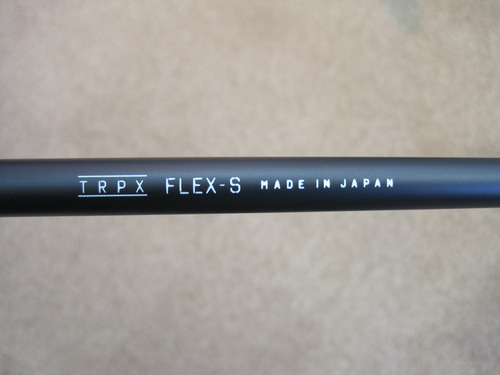 TRPX FLEX-S MADE IN JAPAN